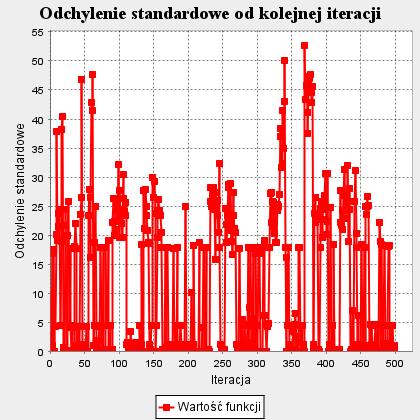 Odchylenie standardowe od kolejnej iteracji
Odchylenie standardowe
55
50
45
40
35
30
25
20
15
10
5
0
0 50 100 150 200 250 300 350 400 450 500
Iteracja
Wartość funkcji